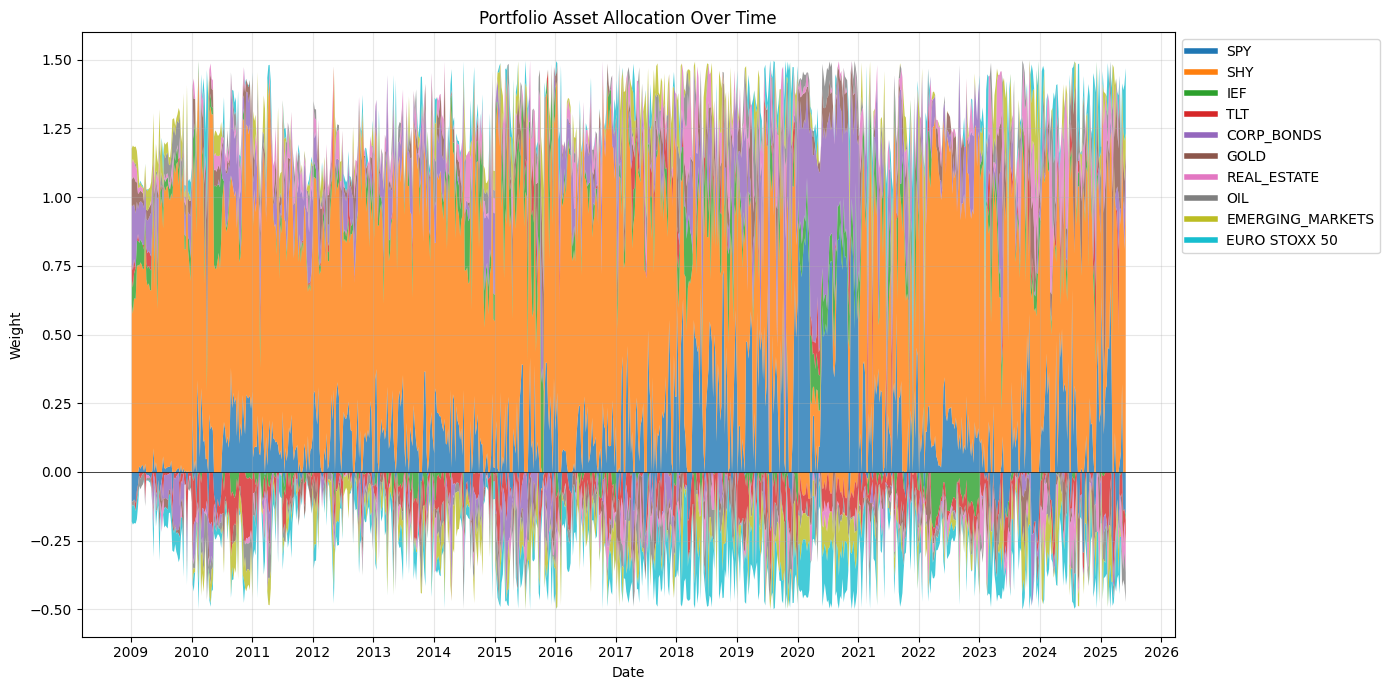 Portfolio Asset Allocation Over Time
1.50
1.25
1.00
0.75
0.50
0.25
0.00
−0.25
−0.50
Weight
2009 2010 2011 2012 2013 2014 2015 2016 2017 2018 2019 2020 2021 2022 2023 2024 2025 2026
Date
SPY
SHY
IEF
TLT
CORP_BONDS
GOLD
REAL_ESTATE
OIL
EMERGING_MARKETS
EURO STOXX 50